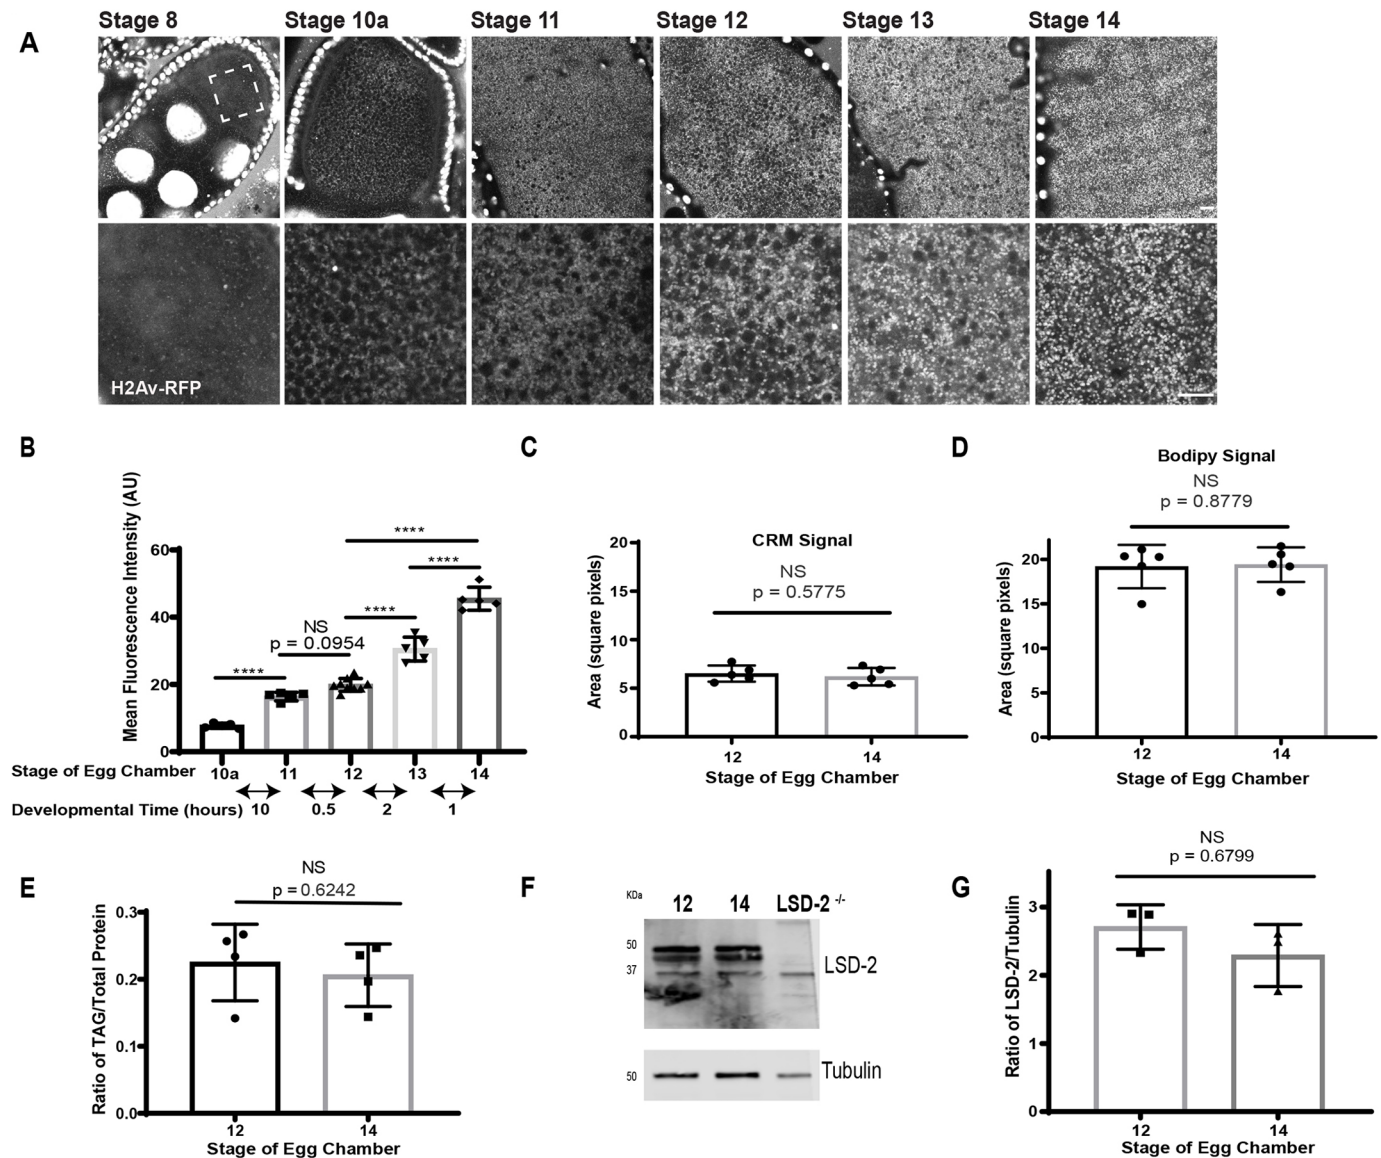 A
Stage 8 Stage 10a Stage 11 Stage 12 Stage 13 Stage 14
H2Av-RFP
B
Mean Fluorescence Intensity (AU)
60
40
20
0
****
NS
p = 0.0954
****
****
****
Stage of Egg Chamber 10a 11 12 13 14
Developmental Time (hours) 10 0.5 2 1
C
CRM Signal
NS
p = 0.5775
Area (square pixels)
20
15
10
5
0
12 14
Stage of Egg Chamber
D
Bodipy Signal
NS
p = 0.8779
Area (square pixels)
20
15
10
5
0
12 14
Stage of Egg Chamber
E
NS
p = 0.6242
Ratio of TAG/Total Protein
0.3
0.2
0.1
0.0
12 14
Stage of Egg Chamber
F
KDa
12 14 LSD-2 -/-
50
37
LSD-2
50
Tubulin
G
NS
p = 0.6799
Ratio of LSD-2/Tubulin
3
2
1
0
12 14
Stage of Egg Chamber